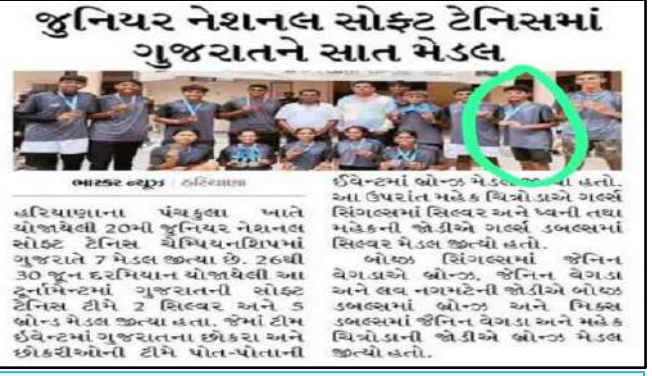 જુનિયર નેશનલ સોફ્ટ ટેનિસમાં
ગુજરાતને સાત મેડલ
ભાસ્કર ન્યૂઝ | હરિયાણા
હરિયાણાના પંચકુલા ખાતે
યોજાયેલી 20મી જુનિયર નેશનલ
સોફ્ટ ટેનિસ ચેમ્પિયનશિપમાં
ગુજરાતે 7 મેડલ જીત્યા છે. 26થી
30 જૂન દરમિયાન યોજાયેલી આ
ટૂર્નામેન્ટમાં ગુજરાતની સોફ્ટ
ટેનિસ ટીમે 2 સિલ્વર અને 5
બ્રોન્ઝ મેડલ જીત્યા હતા. જેમાં ટીમ
ઇવેન્ટમાં ગુજરાતના છોકરા અને
છોકરીઓની ટીમે પોત-પોતાની
ઈવેન્ટમાં બ્રોન્ઝ મેડલ હતો.
આ ઉપરાંત મહેક ચિત્રોડાએ ગર્લ્સ
સિંગલ્સમાં સિલ્વર અને ધ્વની તથા
મહેકની જોડીએ ગર્લ્સ ડબલ્સમાં
સિલ્વર મેડલ જીત્યો હતો.
બોય્ઝ સિંગલ્સમાં જેનિન
વેગડાએ બ્રોન્ઝ, જેનિન વેગડા
અને લવ નગમટેની જોડીએ બોય્ઝ
ડબલ્સમાં બ્રોન્ઝ અને મિક્સ
ડબલ્સમાં જેનિન વેગડા અને મહેક
ચિત્રોડાની જોડીએ બ્રોન્ઝ મેડલ
જીત્યો હતો.